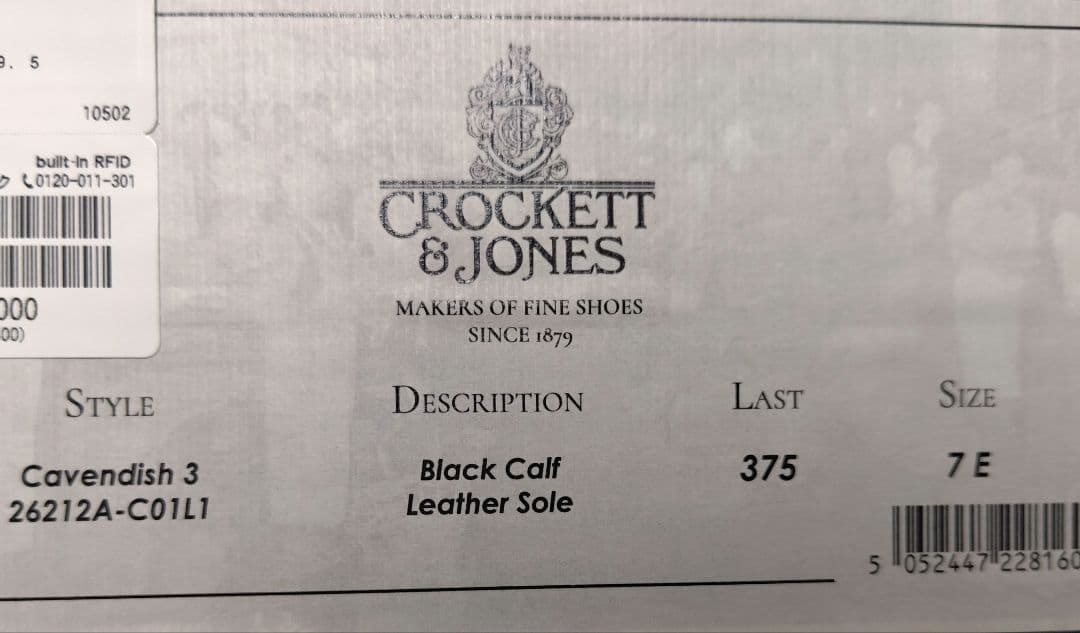 9. 5
10502
built-in RFID
0120-011-301
000
00)
CROCKETT
& JONES
MAKERS OF FINE SHOES
SINCE 1879
STYLE DESCRIPTION LAST SIZE
Cavendish 3 Black Calf 375 7 E
26212A-C01L1 Leather Sole
5 052447 228160